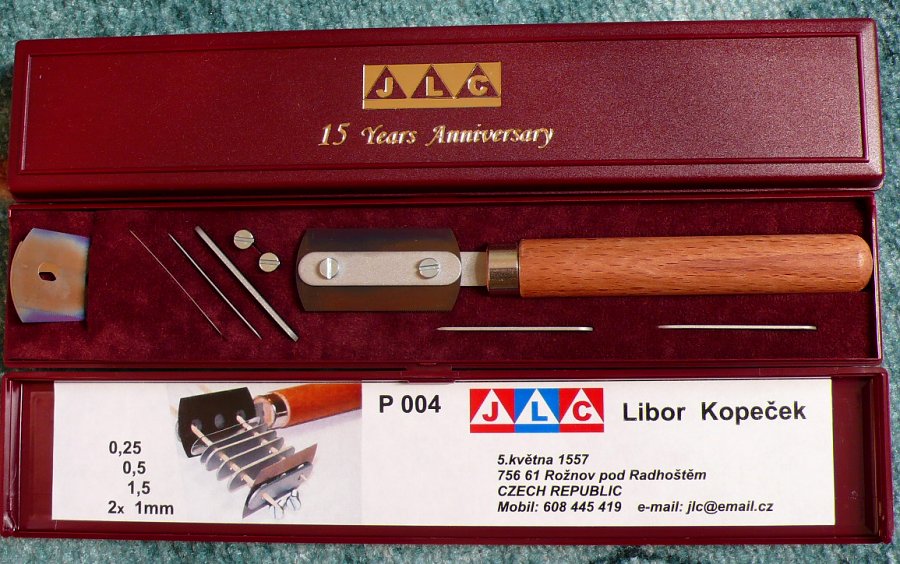 JLC
15 Years Anniversary
P 004
JLC
Libor Kopeček
0,25
0,5
1,5
2x 1mm
5.května 1557
756 61 Rožnov pod Radhoštěm
CZECH REPUBLIC
Mobil: 608 445 419 e-mail: jlc@email.cz